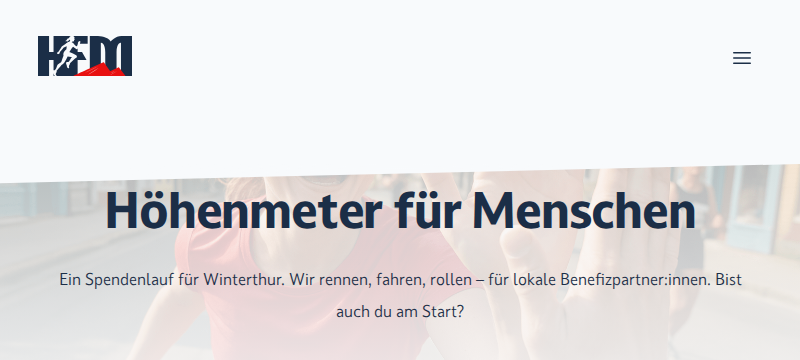 HFM
Höhenmeter für Menschen
Ein Spendenlauf für Winterthur. Wir rennen, fahren, rollen – für lokale Benefizpartner:innen. Bist
auch du am Start?